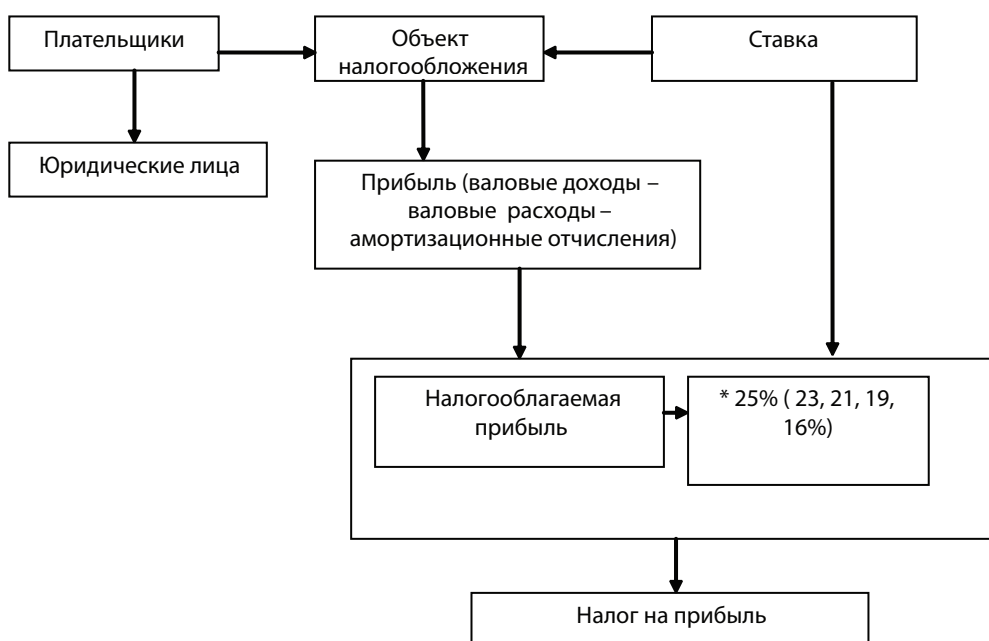 Плательщики
Объект
налогообложения
Ставка
Юридические лица
Прибыль (валовые доходы –
валовые расходы –
амортизационные отчисления)
Налогооблагаемая
прибыль
* 25% ( 23, 21, 19,
16%)
Налог на прибыль